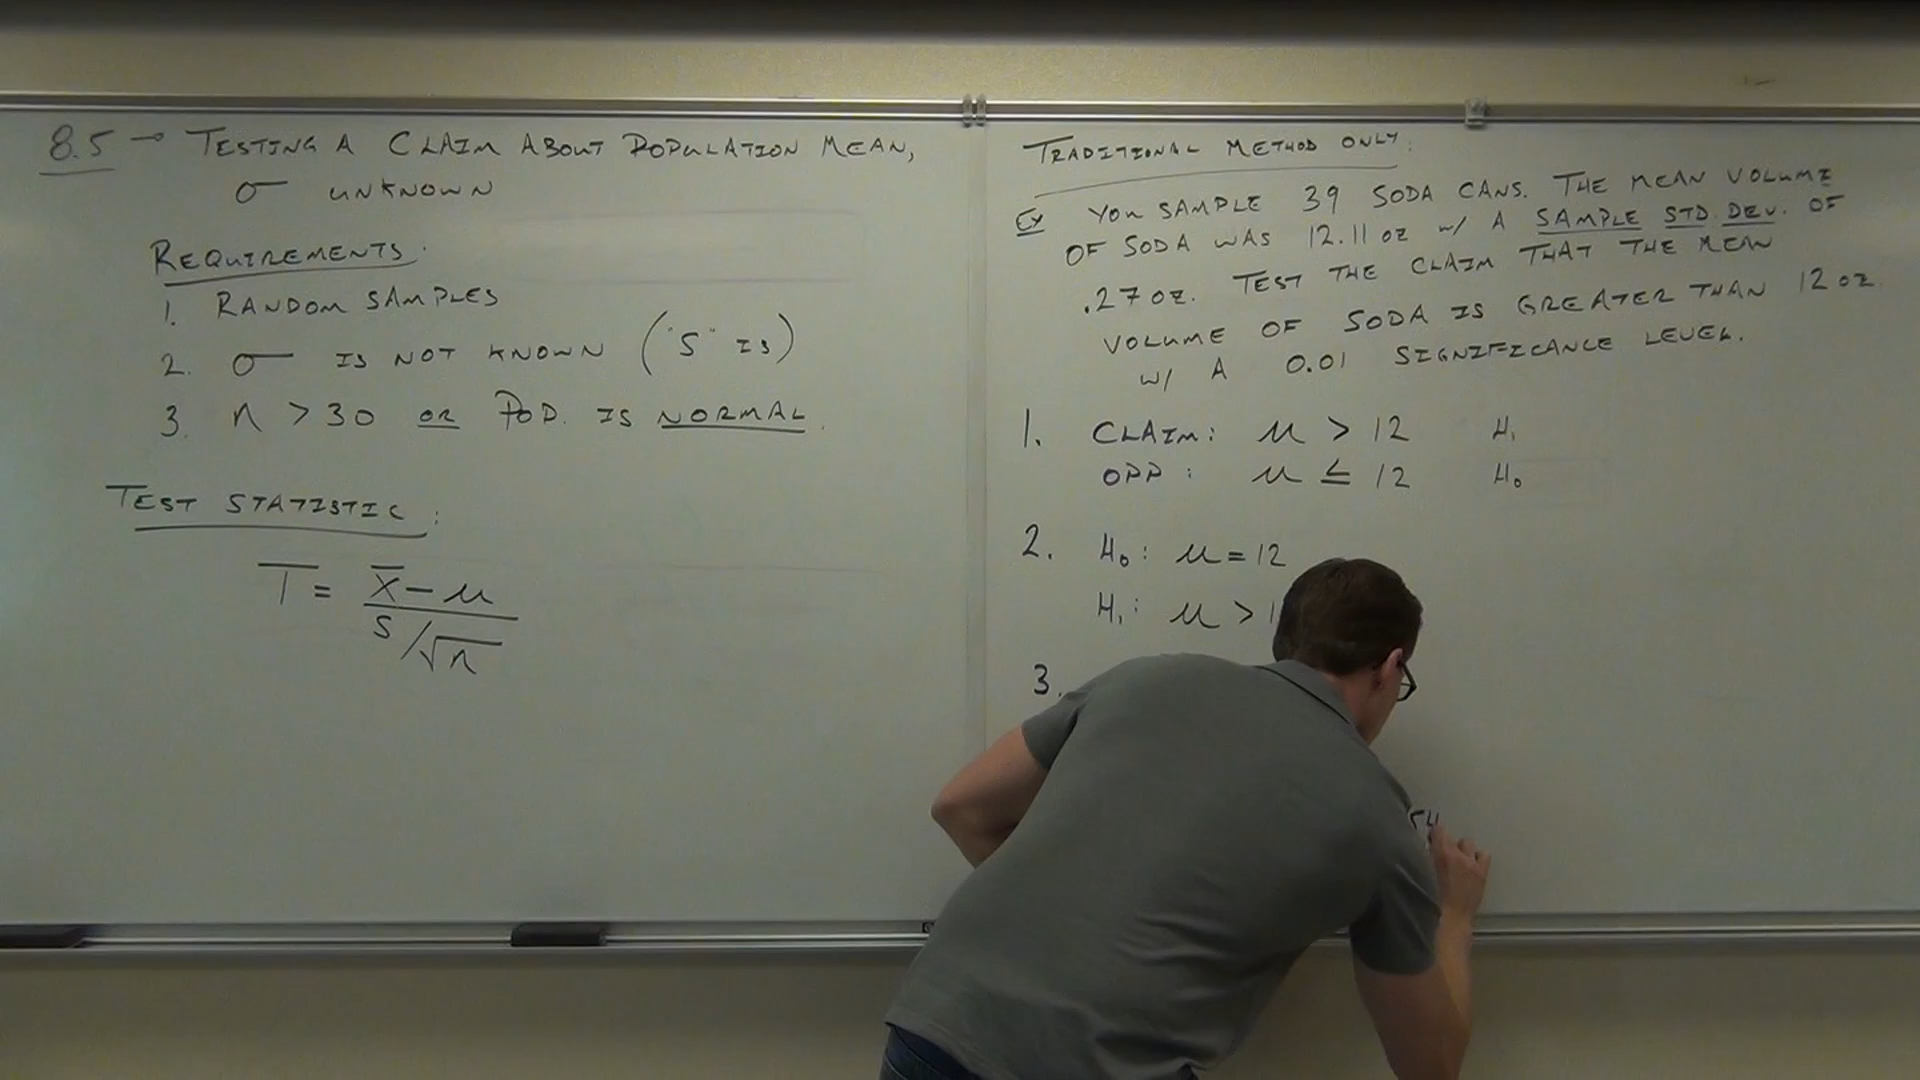 8.5 → TESTING A CLAIM ABOUT POPULATION MEAN,
σ UNKNOWN
REQUIREMENTS:
1. RANDOM SAMPLES
2. σ IS NOT KNOWN ("S" IS)
3. n > 30 OR POP. IS NORMAL.
TEST STATISTIC:
T = x̄ - μ
S/√n
TRADITIONAL METHOD ONLY:
EX YOU SAMPLE 39 SODA CANS. THE MEAN VOLUME
OF SODA WAS 12.11 OZ w/ A SAMPLE STD. DEV. OF
.27 OZ. TEST THE CLAIM THAT THE MEAN
VOLUME OF SODA IS GREATER THAN 12 OZ
w/ A 0.01 SIGNIFICANCE LEVEL.
1. CLAIM: μ > 12 H₁
OPP: μ ≤ 12 H₀
2. H₀: μ = 12
H₁: μ > 1
3.